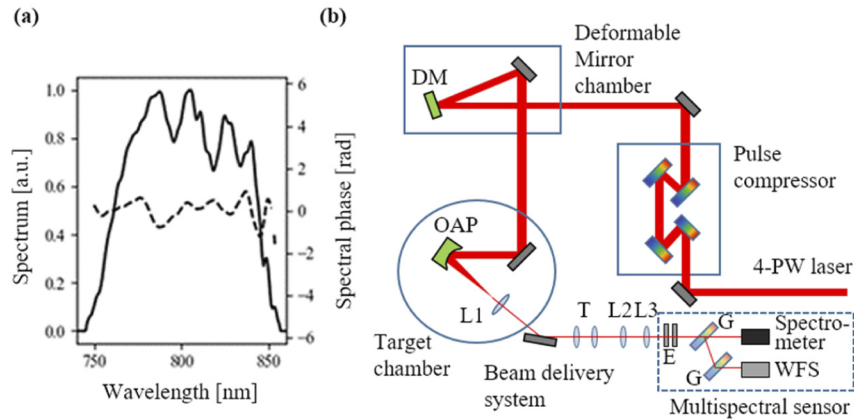 (a)
Spectrum [a.u.]
1.0
0.8
0.6
0.4
0.2
0.0
6
4
2
0
−2
−4
−6
Spectral phase [rad]
750
800
850
Wavelength [nm]
(b)
DM
Deformable
Mirror
chamber
Pulse
compressor
4-PW laser
OAP
L1
Target
chamber
T
L2
L3
E
G
G
Spectro-
meter
WFS
Beam delivery
system
Multispectral sensor